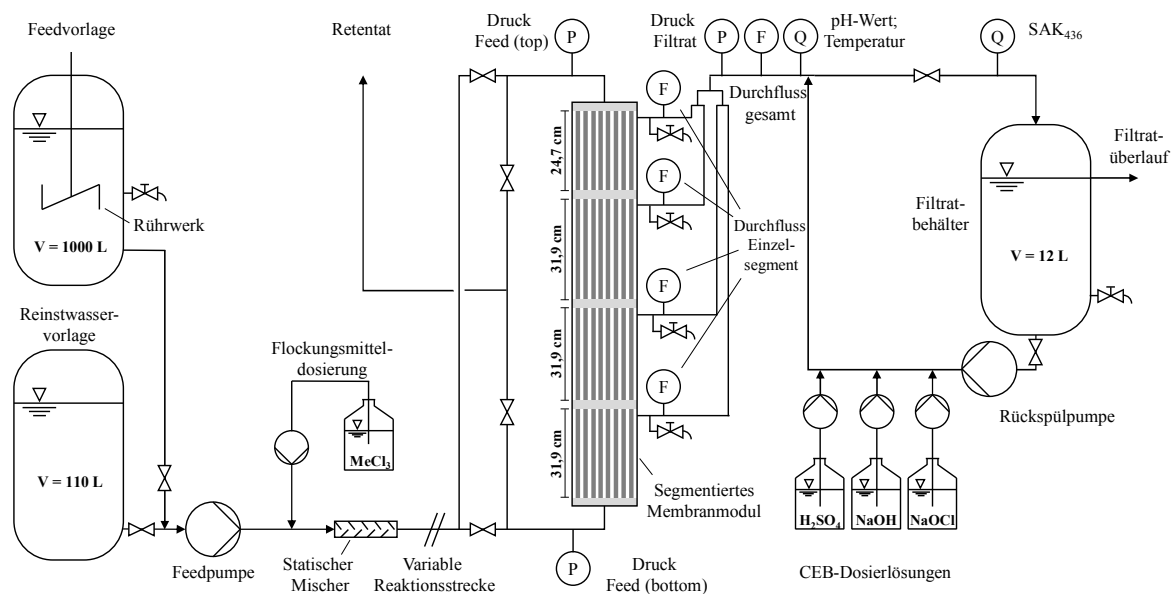 Feedvorlage
Rührwerk
V = 1000 L
Reinstwasser-
vorlage
V = 110 L
Feedpumpe
Flockungsmittel-
dosierung
MeCl₃
Statischer
Mischer
Variable
Reaktionsstrecke
Retentat
Druck
Feed (top)
P
24,7 cm
31,9 cm
31,9 cm
31,9 cm
P
Druck
Feed (bottom)
Segmentiertes
Membranmodul
F
F
F
F
Durchfluss
Einzel-
segment
Durchfluss
gesamt
Druck
Filtrat
P
F
Q
pH-Wert;
Temperatur
Q
SAK₄₃₆
Filtrat-
überlauf
Filtrat-
behälter
V = 12 L
Rückspülpumpe
H₂SO₄
NaOH
NaOCl
CEB-Dosierlösungen